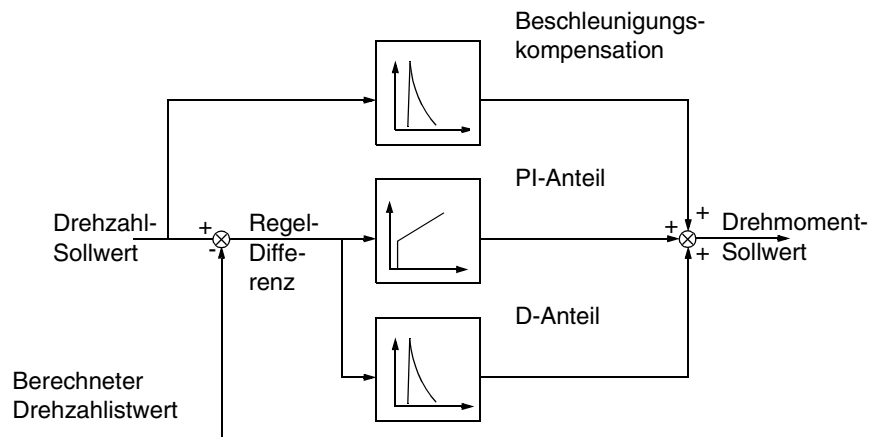 Beschleunigungs-
kompensation
PI-Anteil
Drehzahl-
Sollwert
+
-
Regel-
Diffe-
renz
+
+
+
Drehmoment-
Sollwert
D-Anteil
Berechneter
Drehzahlistwert